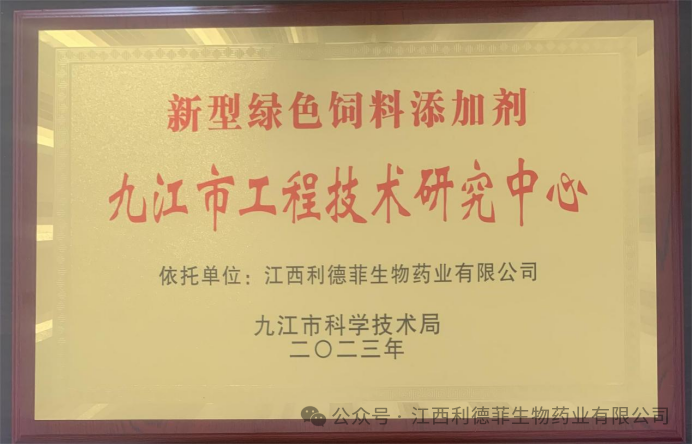 新型绿色饲料添加剂
九江市工程技术研究中心
依托单位：江西利德菲生物药业有限公司
九江市科学技术局
二〇二三年
公众号·江西利德菲生物药业有限公司